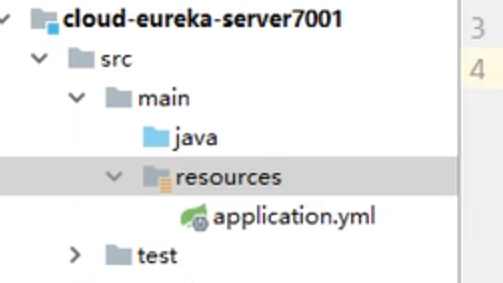 cloud-eureka-server7001
src
main
java
resources
application.yml
test
3
4